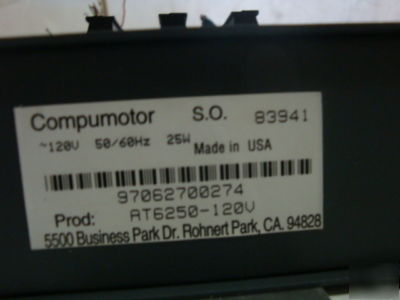 Compumotor S.O. 83941
~120V 50/60Hz 25W Made in USA
97062700274
Prod: AT6250-120V
5500 Business Park Dr. Rohnert Park, CA. 94828